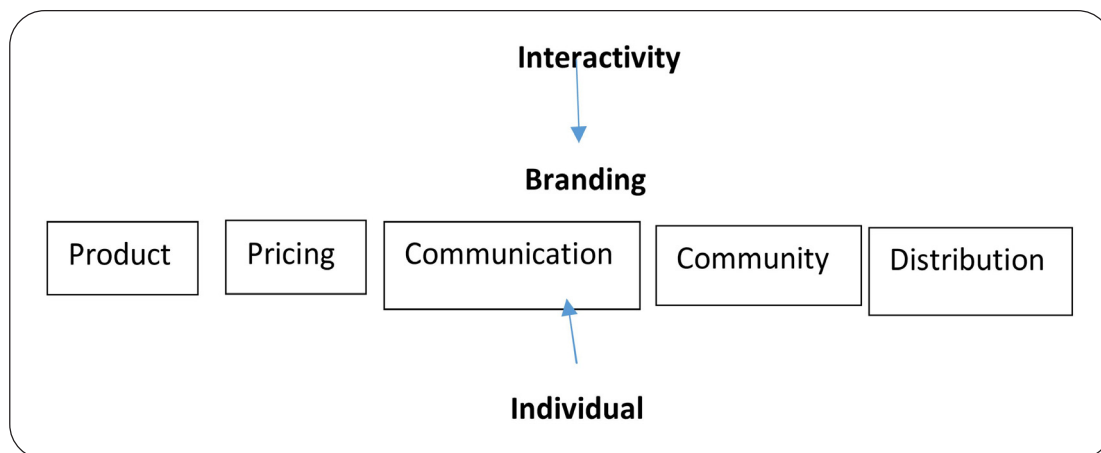 Interactivity
Branding
Product Pricing Communication Community Distribution
Individual